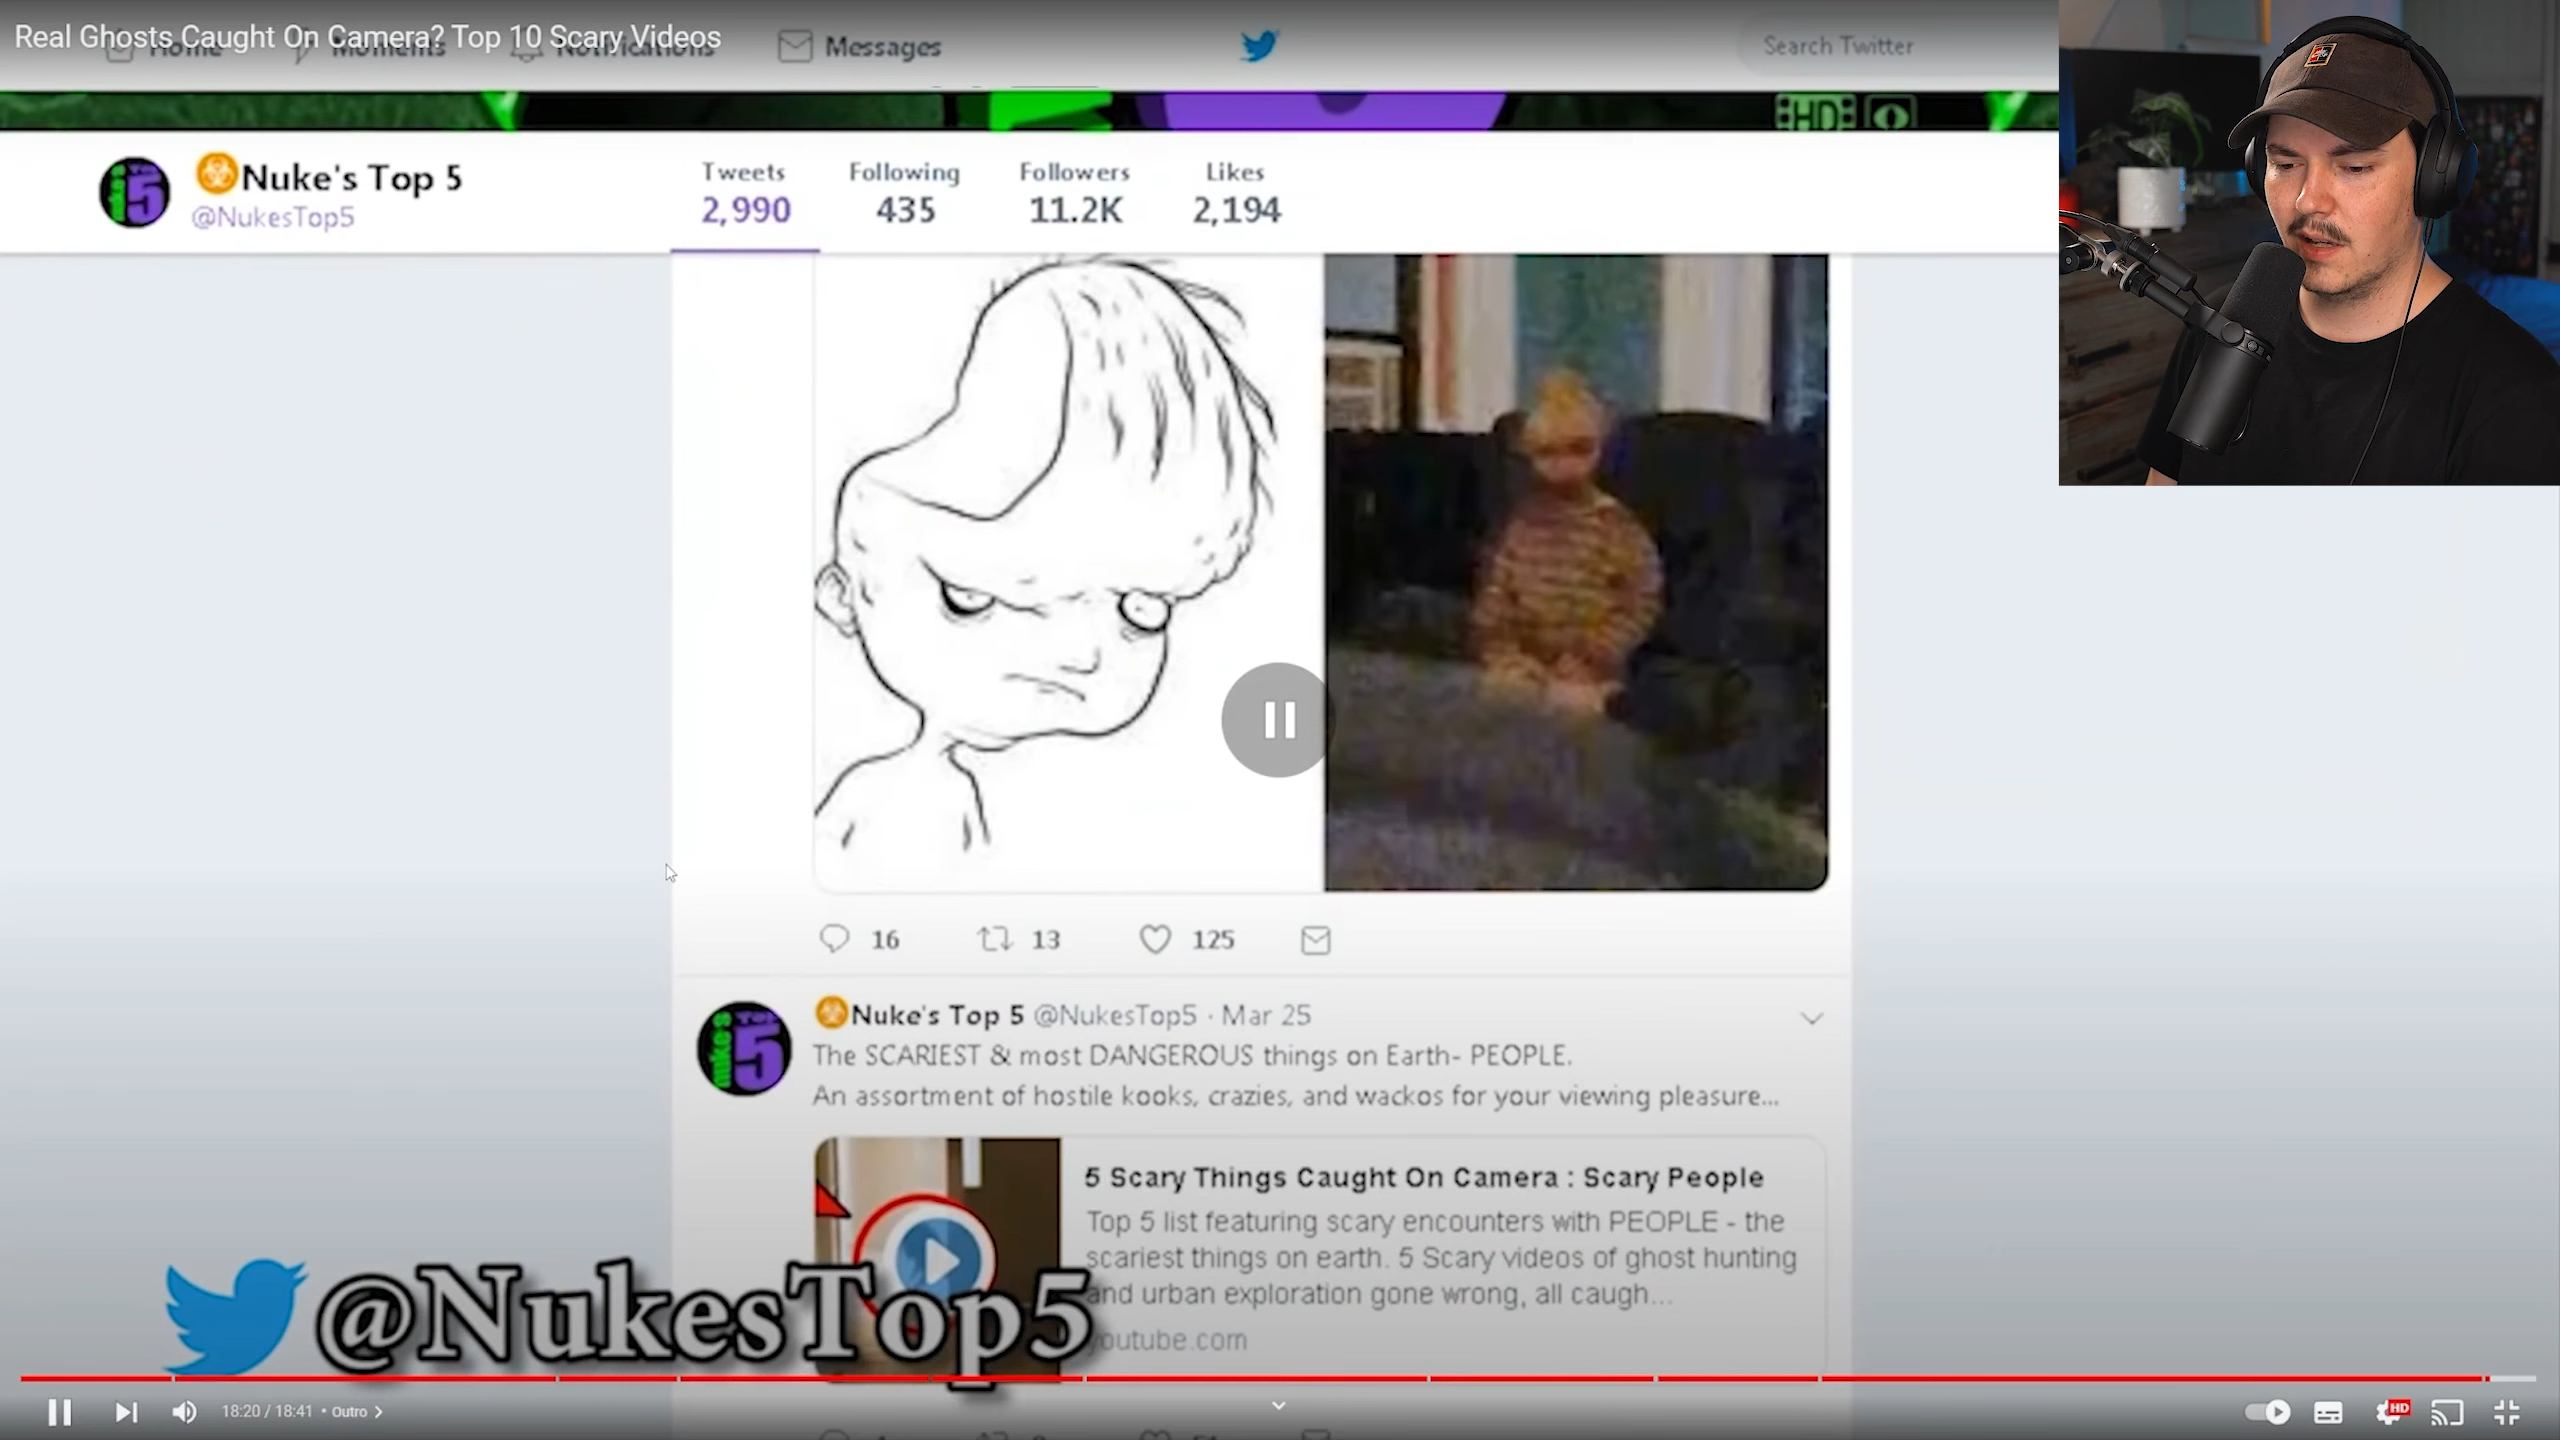 Real Ghosts Caught On Camera? Top 10 Scary Videos
Home Moments Notifications Messages
Search Twitter
HD
Nuke's Top 5
@NukesTop5
Tweets Following Followers Likes
2,990 435 11.2K 2,194
16 13 125
Nuke's Top 5 @NukesTop5 · Mar 25
The SCARIEST & most DANGEROUS things on Earth- PEOPLE.
An assortment of hostile kooks, crazies, and wackos for your viewing pleasure...
5 Scary Things Caught On Camera : Scary People
Top 5 list featuring scary encounters with PEOPLE - the
scariest things on earth. 5 Scary videos of ghost hunting
and urban exploration gone wrong, all caugh...
youtube.com
@NukesTop5
18:20 / 18:41 • Outro
HD